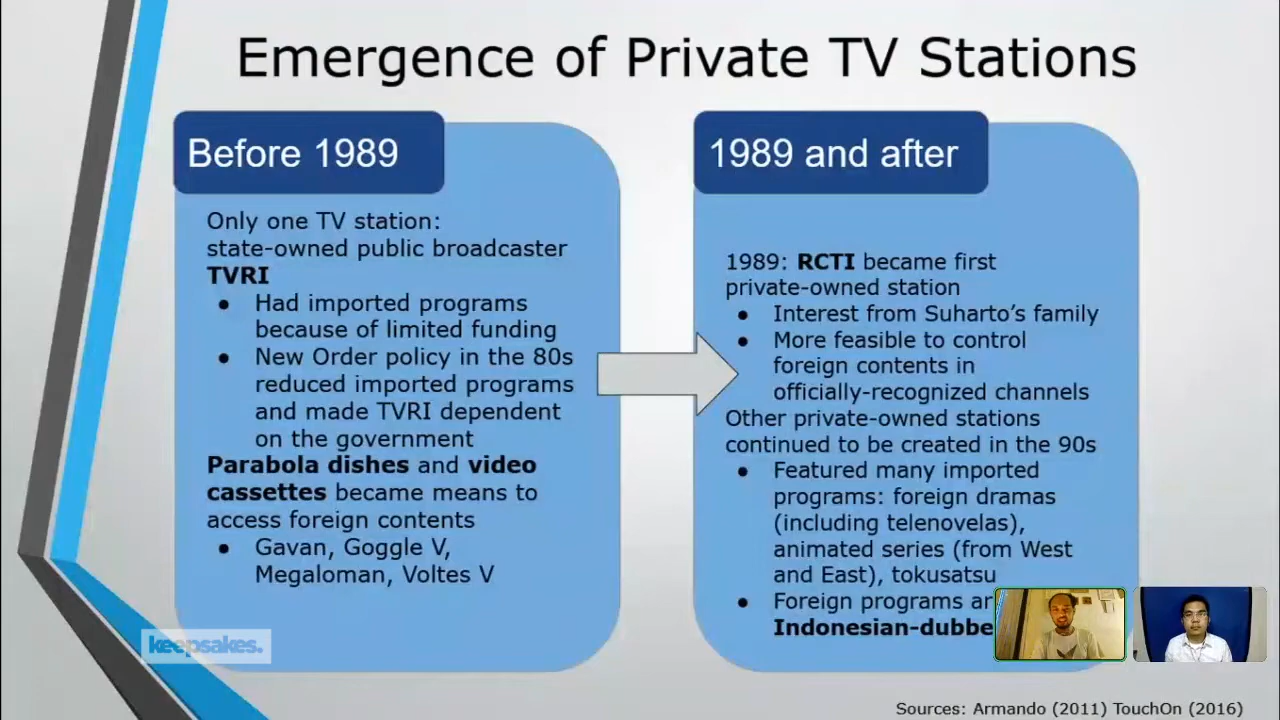 Emergence of Private TV Stations
Before 1989
Only one TV station:
state-owned public broadcaster
TVRI
● Had imported programs
because of limited funding
● New Order policy in the 80s
reduced imported programs
and made TVRI dependent
on the government
Parabola dishes and video
cassettes became means to
access foreign contents
● Gavan, Goggle V,
Megaloman, Voltes V
1989 and after
1989: RCTI became first
private-owned station
● Interest from Suharto's family
● More feasible to control
foreign contents in
officially-recognized channels
Other private-owned stations
continued to be created in the 90s
● Featured many imported
programs: foreign dramas
(including telenovelas),
animated series (from West
and East), tokusatsu
● Foreign programs
Indonesian-dubbe
keepsakes.
Sources: Armando (2011) TouchOn (2016)